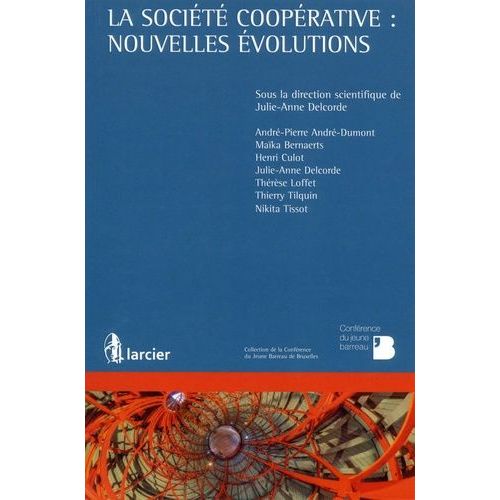 LA SOCIÉTÉ COOPÉRATIVE :
NOUVELLES ÉVOLUTIONS
Sous la direction scientifique de
Julie-Anne Delcorde
André-Pierre André-Dumont
Maïka Bernaerts
Henri Culot
Julie-Anne Delcorde
Thérèse Loffet
Thierry Tilquin
Nikita Tissot
larcier
Collection de la Conférence
du Jeune Barreau de Bruxelles
Conférence
du jeune
barreau
'B